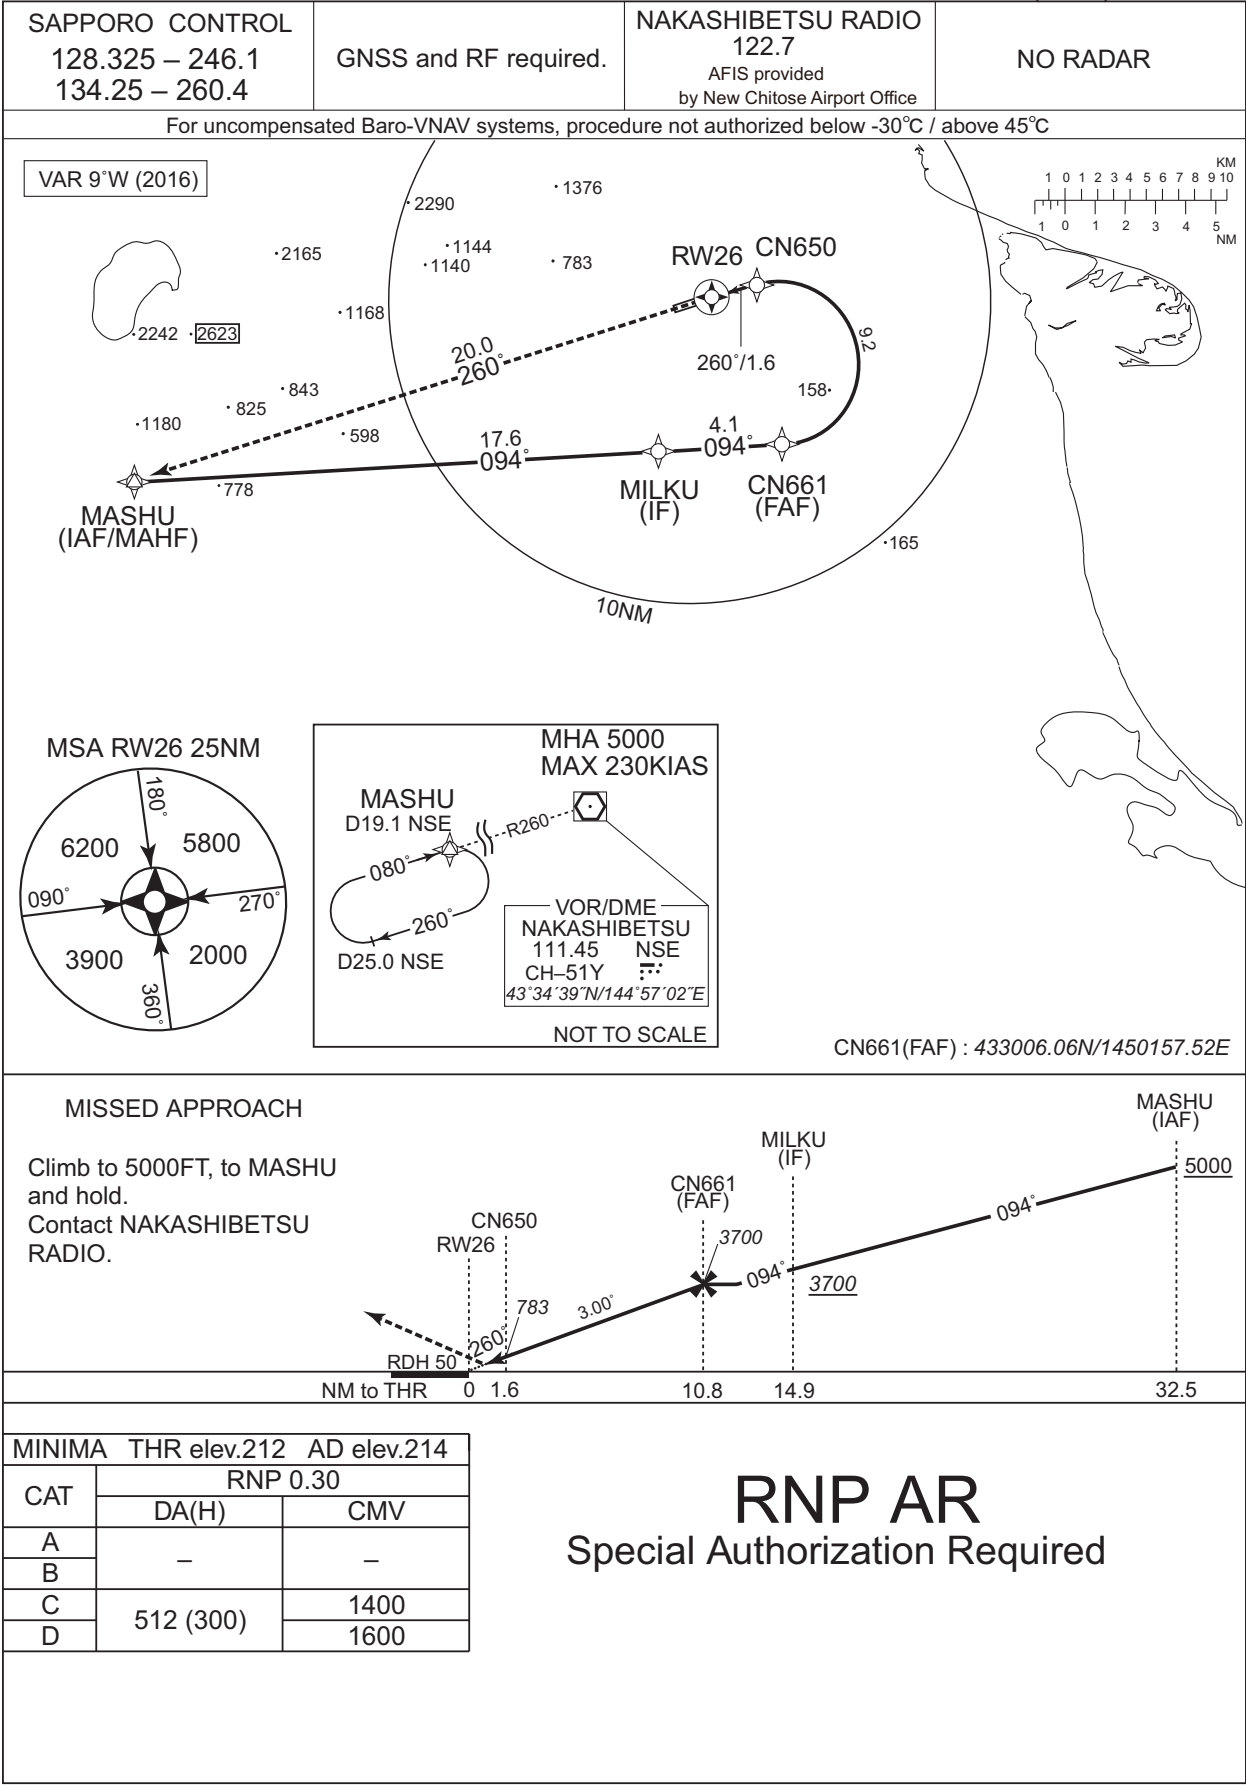 SAPPORO CONTROL
128.325 – 246.1
134.25 – 260.4
GNSS and RF required.
NAKASHIBETSU RADIO
122.7
AFIS provided
by New Chitose Airport Office
NO RADAR
For uncompensated Baro-VNAV systems, procedure not authorized below -30℃ / above 45℃
VAR 9˚W (2016)
KM
1 0 1 2 3 4 5 6 7 8 9 10
1 0 1 2 3 4 5
NM
1376
2290
2165
1144
1140
783
RW26 CN650
1168
2242 2623
20.0
260˚
260˚/1.6
9.2
158
843
825
1180
598
17.6
094˚
4.1
094˚
778
MASHU
(IAF/MAHF)
MILKU
(IF)
CN661
(FAF)
165
10NM
MSA RW26 25NM
180˚
6200 5800
090˚ 270˚
3900 2000
360˚
MHA 5000
MAX 230KIAS
MASHU
D19.1 NSE
R260
080˚
260˚
D25.0 NSE
VOR/DME
NAKASHIBETSU
111.45 NSE
CH–51Y
43˚34´39˝N/144˚57´02˝E
NOT TO SCALE
CN661(FAF) : 433006.06N/1450157.52E
MISSED APPROACH
Climb to 5000FT, to MASHU
and hold.
Contact NAKASHIBETSU
RADIO.
MASHU
(IAF)
5000
MILKU
(IF)
CN661
(FAF)
CN650
RW26
3700
094˚
094˚
3700
783
3.00˚
260˚
RDH 50
NM to THR 0 1.6 10.8 14.9 32.5
MINIMA THR elev.212 AD elev.214
CAT
RNP 0.30
DA(H) CMV
A
B
– –
C
D
512 (300)
1400
1600
RNP AR
Special Authorization Required